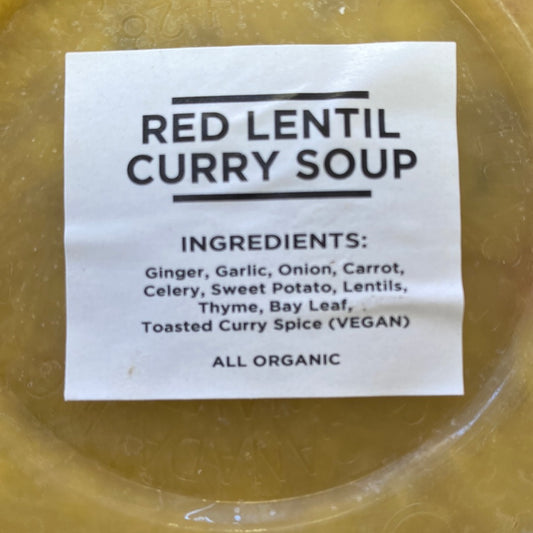 RED LENTIL
CURRY SOUP
INGREDIENTS:
Ginger, Garlic, Onion, Carrot,
Celery, Sweet Potato, Lentils,
Thyme, Bay Leaf,
Toasted Curry Spice (VEGAN)
ALL ORGANIC